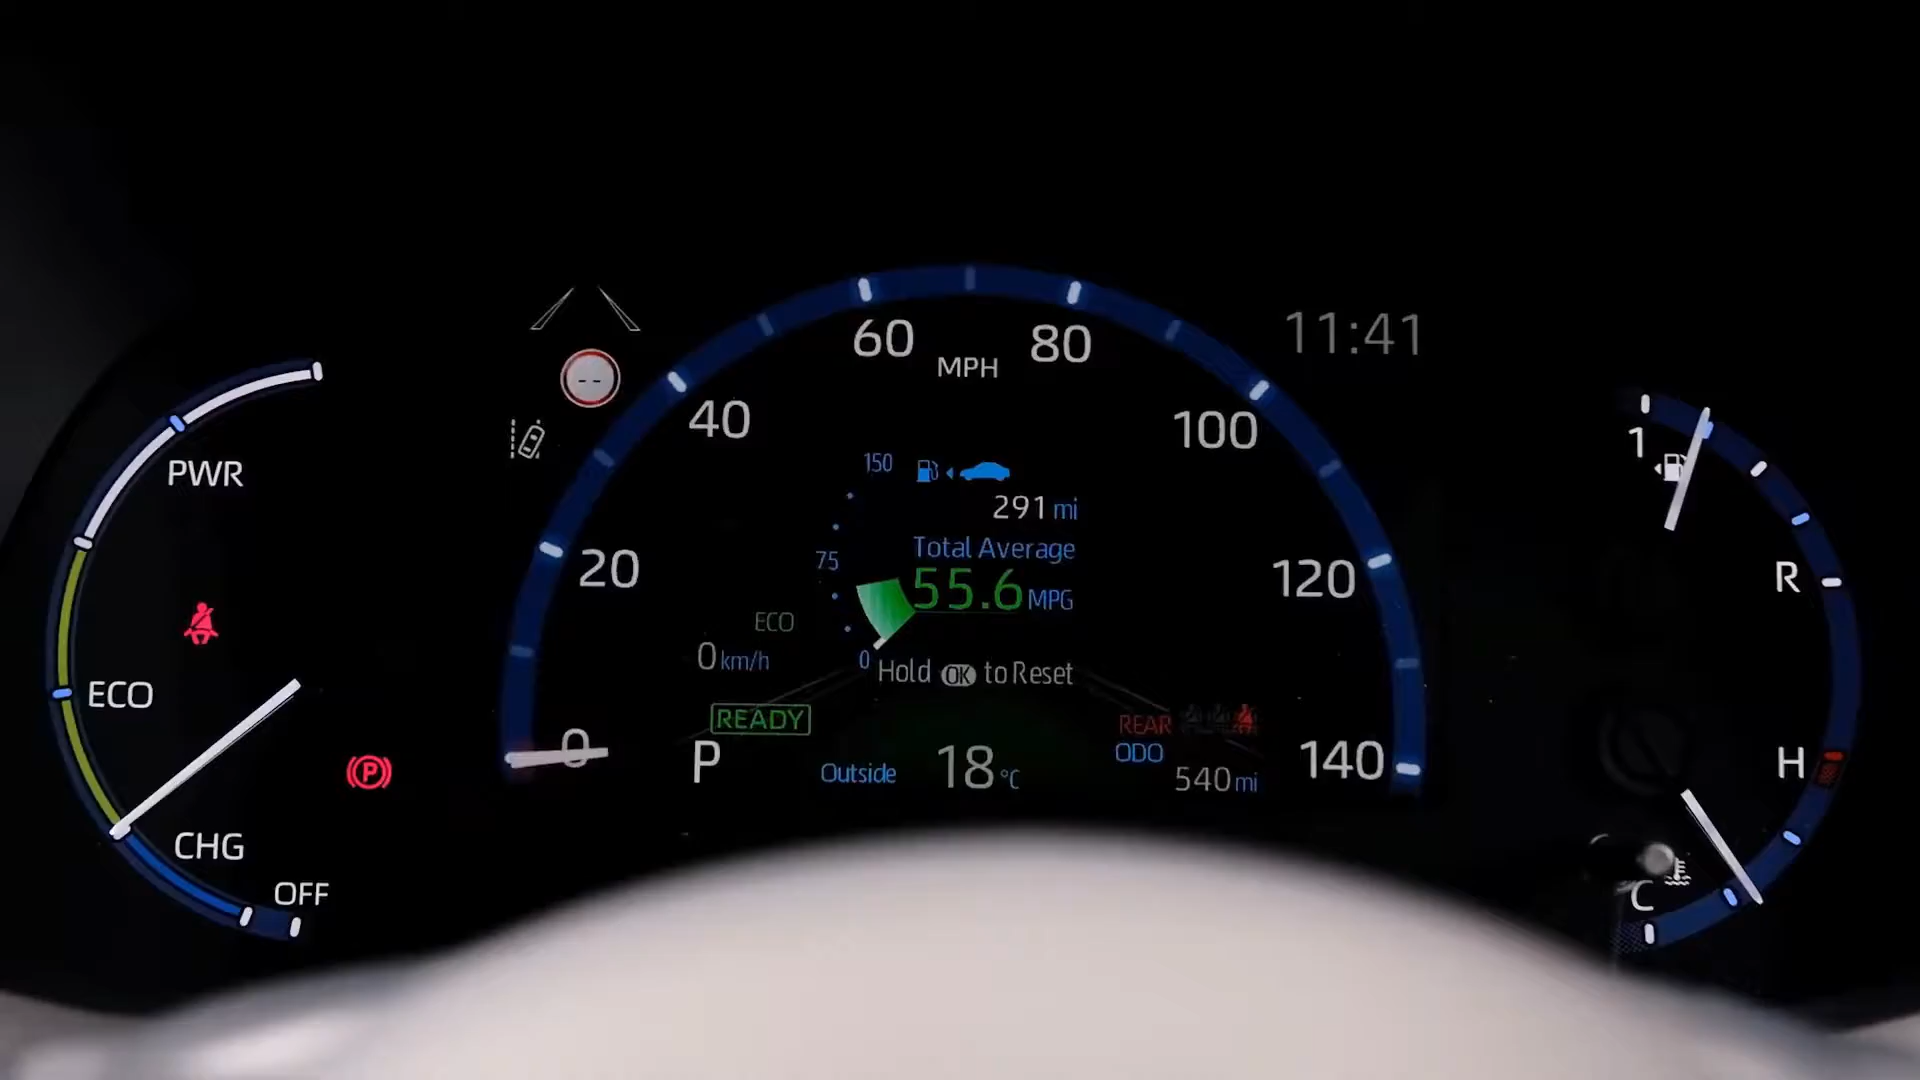 11:41
60
MPH
80
40
100
1
PWR
150
291 mi
Total Average
20
75
55.6 MPG
120
R
ECO
0 km/h
0
Hold OK to Reset
ECO
READY
REAR
0
P
Outside
18 °C
ODO
540 mi
140
H
CHG
OFF
C